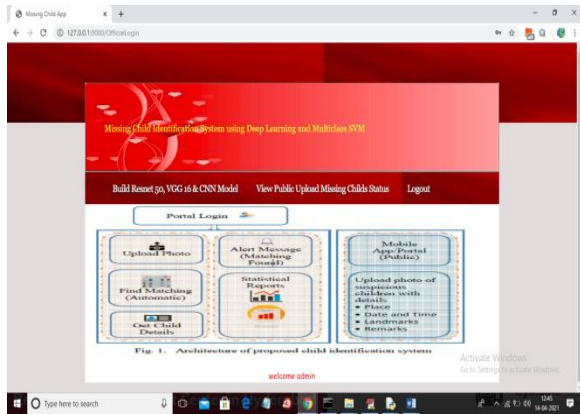 Missing Child App
127.0.0.1:8000/OfficialLogin
Missing Child Identification System using Deep Learning and Multiclass SVM
Build Resnet 50, VGG 16 & CNN Model View Public Upload Missing Childs Status Logout
Portal Login
Upload Photo
Alert Message
(Matching
Found)
Mobile
App/Portal
(Public)
Find Matching
(Automatic)
Statistical
Reports
Upload photo of
suspicious
children with
details
• Place
• Date and Time
• Landmarks
• Remarks
Get Child
Details
Fig. 1. Architecture of proposed child identification system
welcome admin
Activate Windows
Go to Settings to activate Windows.
Type here to search
12:45
14-04-2021